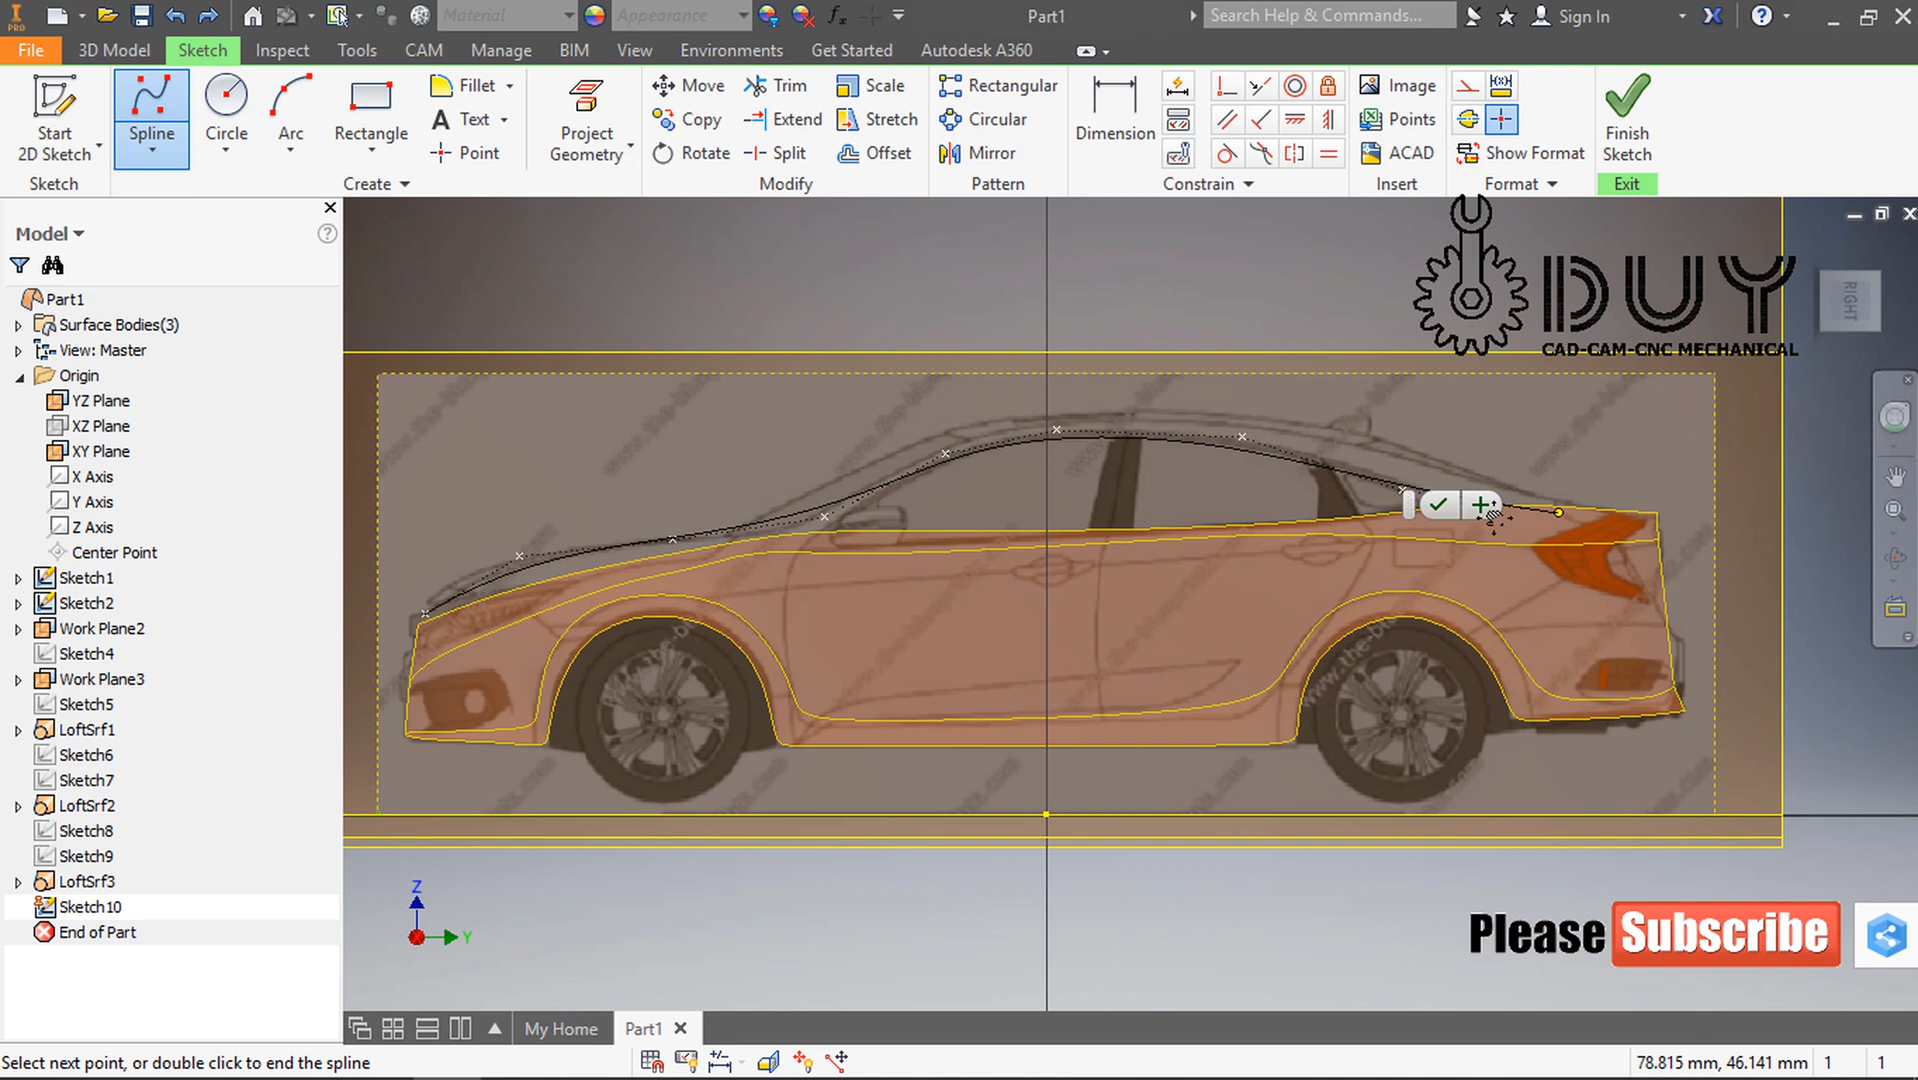 PRO
Material
Appearance
fx
Part1
Search Help & Commands...
Sign In
File
3D Model
Sketch
Inspect
Tools
CAM
Manage
BIM
View
Environments
Get Started
Autodesk A360
Start
2D Sketch
Spline
Circle
Arc
Rectangle
Fillet
Text
Point
Project
Geometry
Move
Copy
Rotate
Trim
Extend
Split
Scale
Stretch
Offset
Rectangular
Circular
Mirror
Dimension
Image
Points
ACAD
Show Format
Finish
Sketch
Sketch
Create
Modify
Pattern
Constrain
Insert
Format
Exit
Model
Part1
Surface Bodies(3)
View: Master
Origin
YZ Plane
XZ Plane
XY Plane
X Axis
Y Axis
Z Axis
Center Point
Sketch1
Sketch2
Work Plane2
Sketch4
Work Plane3
Sketch5
LoftSrf1
Sketch6
Sketch7
LoftSrf2
Sketch8
Sketch9
LoftSrf3
Sketch10
End of Part
DUY
CAD-CAM-CNC MECHANICAL
RIGHT
Z
Y
Please Subscribe
My Home
Part1
Select next point, or double click to end the spline
78.815 mm, 46.141 mm
1
1